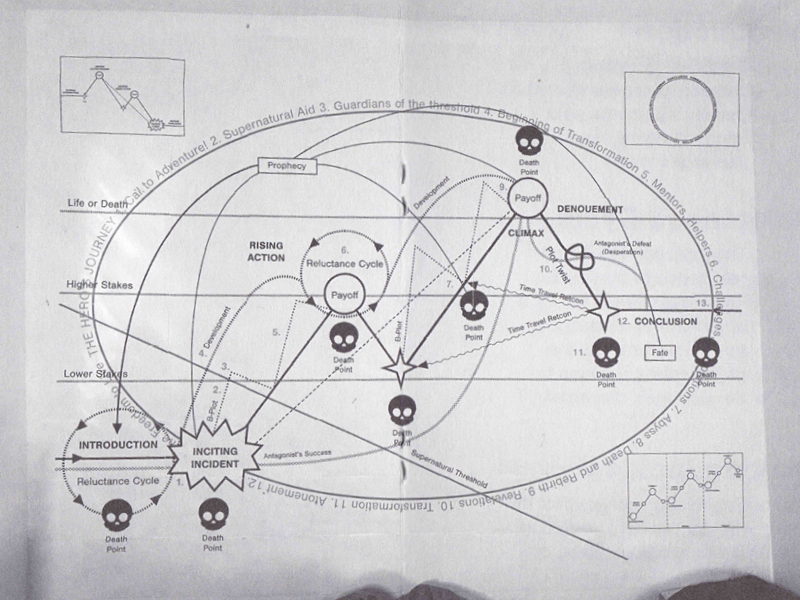 THE HERO'S JOURNEY 1. Call to Adventure! 2. Supernatural Aid 3. Guardians of the threshold 4. Beginning of Transformation 5. Mentors, Helpers 6. Challenges
7. Abyss 8. Death and Rebirth 9. Revelations 10. Transformation 11. Atonement 12.
Freedom to
Death
Point
Prophecy
Development
9.
Payoff
Life or Death
DENOUEMENT
CLIMAX
RISING
ACTION
6.
Reluctance Cycle
Plot Twist
Antagonist's Defeat
(Desperation)
10.
Higher Stakes
Payoff
7.
Time Travel Retcon
13.
Death
Point
Development
5.
B-Plot
Time Travel Retcon
12. CONCLUSION
4.
Death
Point
11.
Fate
Death
Point
Death
Point
3.
Lower Stakes
2.
B-Plot
Death
Point
INTRODUCTION
INCITING
INCIDENT
Antagonist's Success
Supernatural Threshold
Reluctance Cycle
1.
Death
Point
Death
Point